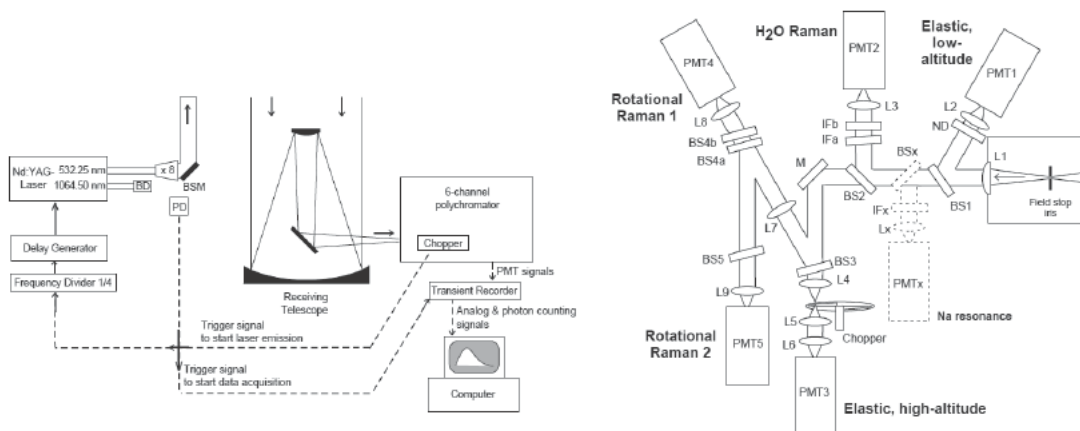 Nd:YAG-
Laser
532.25 nm
1064.50 nm
BD
x 8
BSM
PD
Delay Generator
Frequency Divider 1/4
Receiving
Telescope
6-channel
polychromator
Chopper
PMT signals
Transient Recorder
Analog & photon counting
signals
Computer
Trigger signal
to start laser emission
Trigger signal
to start data acquisition
H2O Raman
Elastic,
low-
altitude
PMT4
PMT2
PMT1
Rotational
Raman 1
L8
BS4b
BS4a
L3
IFb
IFa
L2
ND
BSx
L1
M
BS2
BS1
Field stop
iris
IFx
Lx
PMTx
Na resonance
L7
BS5
BS3
L4
L9
L5
L6
Chopper
Rotational
Raman 2
PMT5
PMT3
Elastic, high-altitude